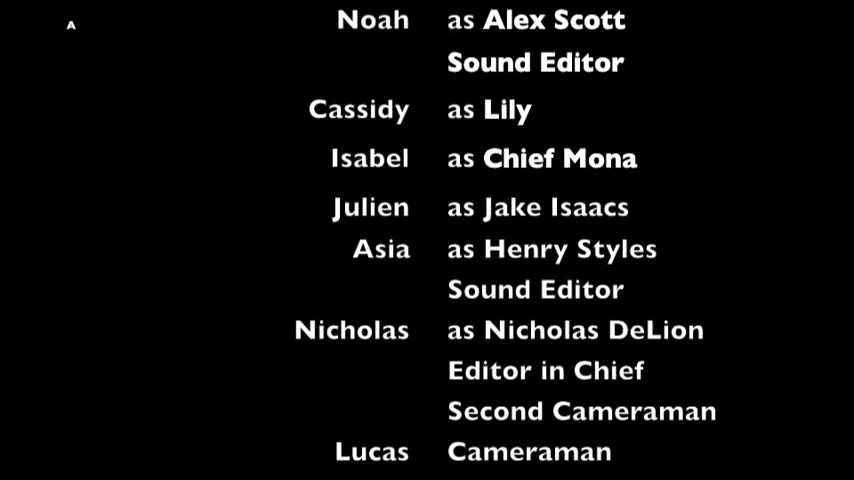 A
Noah as Alex Scott
Sound Editor
Cassidy as Lily
Isabel as Chief Mona
Julien as Jake Isaacs
Asia as Henry Styles
Sound Editor
Nicholas as Nicholas DeLion
Editor in Chief
Second Cameraman
Lucas Cameraman